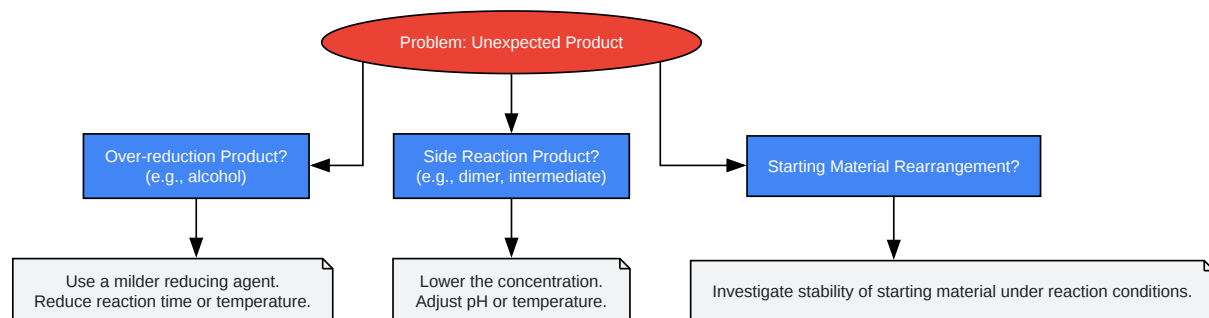 Problem: Unexpected Product
Over-reduction Product?
(e.g., alcohol)
Side Reaction Product?
(e.g., dimer, intermediate)
Starting Material Rearrangement?
Use a milder reducing agent.
Reduce reaction time or temperature.
Lower the concentration.
Adjust pH or temperature.
Investigate stability of starting material under reaction conditions.